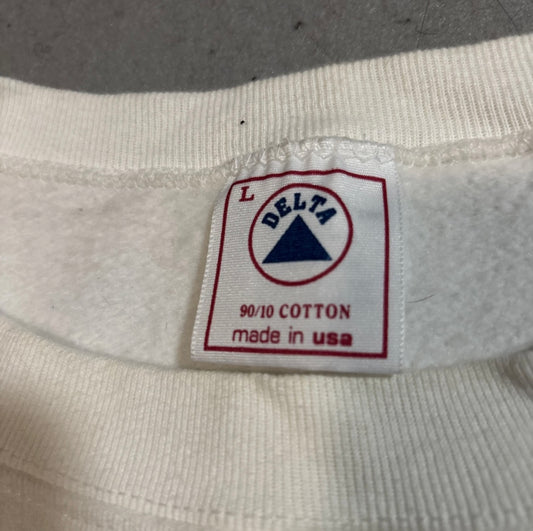 L
DELTA
90/10 COTTON
made in usa